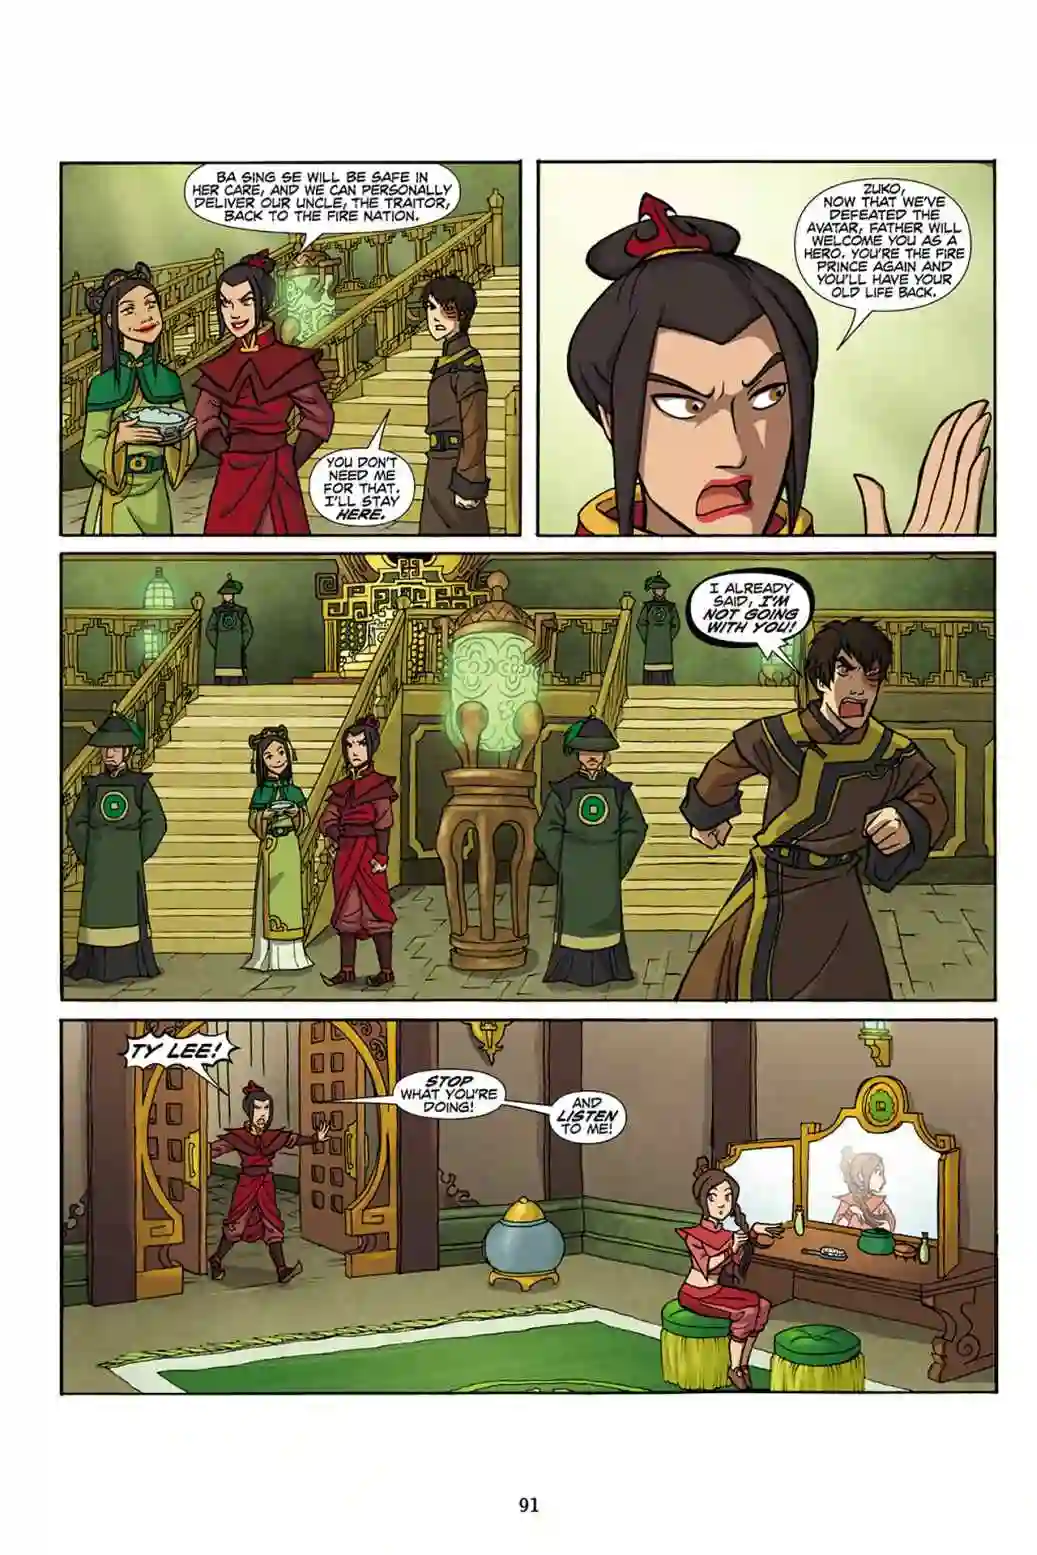 BA SING SE WILL BE SAFE IN
HER CARE, AND WE CAN PERSONALLY
DELIVER OUR UNCLE, THE TRAITOR,
BACK TO THE FIRE NATION.
YOU DON'T
NEED ME
FOR THAT.
I'LL STAY
HERE.
ZUKO,
NOW THAT WE'VE
DEFEATED THE
AVATAR, FATHER WILL
WELCOME YOU AS A
HERO. YOU'RE THE FIRE
PRINCE AGAIN AND
YOU'LL HAVE YOUR
OLD LIFE BACK.
I ALREADY
SAID, I'M
NOT GOING
WITH YOU!
TY LEE!
STOP
WHAT YOU'RE
DOING!
AND
LISTEN
TO ME!
91